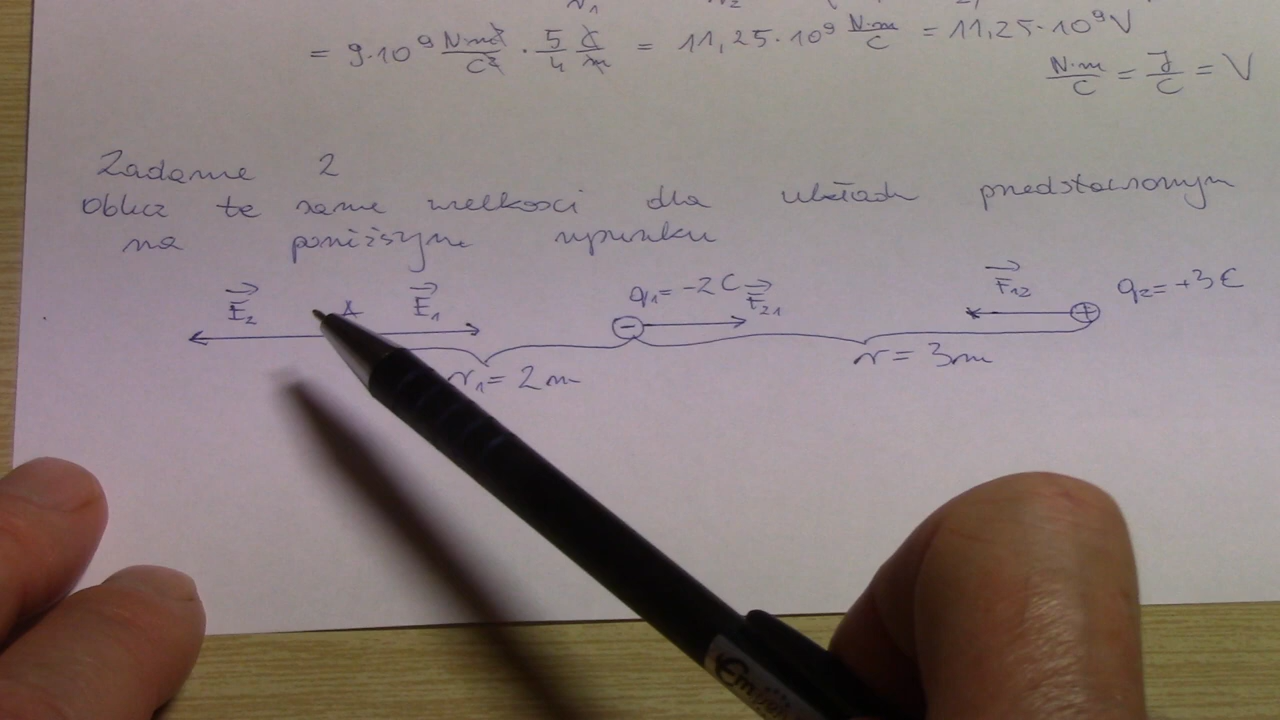 = 9·10⁹ N·m²/C² · 5/4 C/m = 11,25·10⁹ N·m/C = 11,25·10⁹ V
N·m/C = J/C = V
Zadanie 2
Oblicz te same wielkości dla układu przedstawionym
na poniższym rysunku
E₂ A E₁ q₁= -2C F₂₁ F₁₂ q₂= +3C
r₁= 2m r= 3m